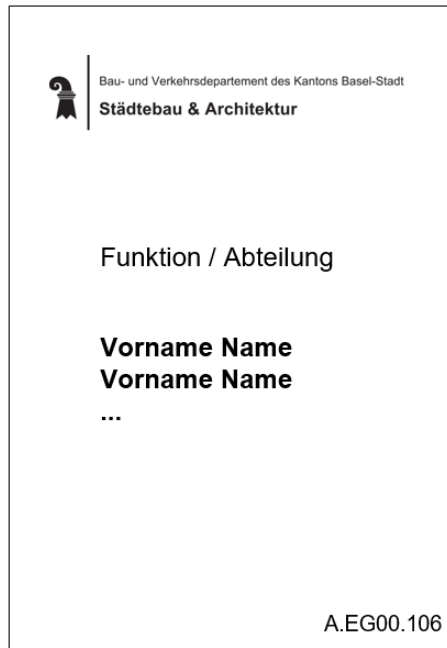 Bau- und Verkehrsdepartement des Kantons Basel-Stadt
Städtebau & Architektur
Funktion / Abteilung
Vorname Name
Vorname Name
...
A.EG00.106